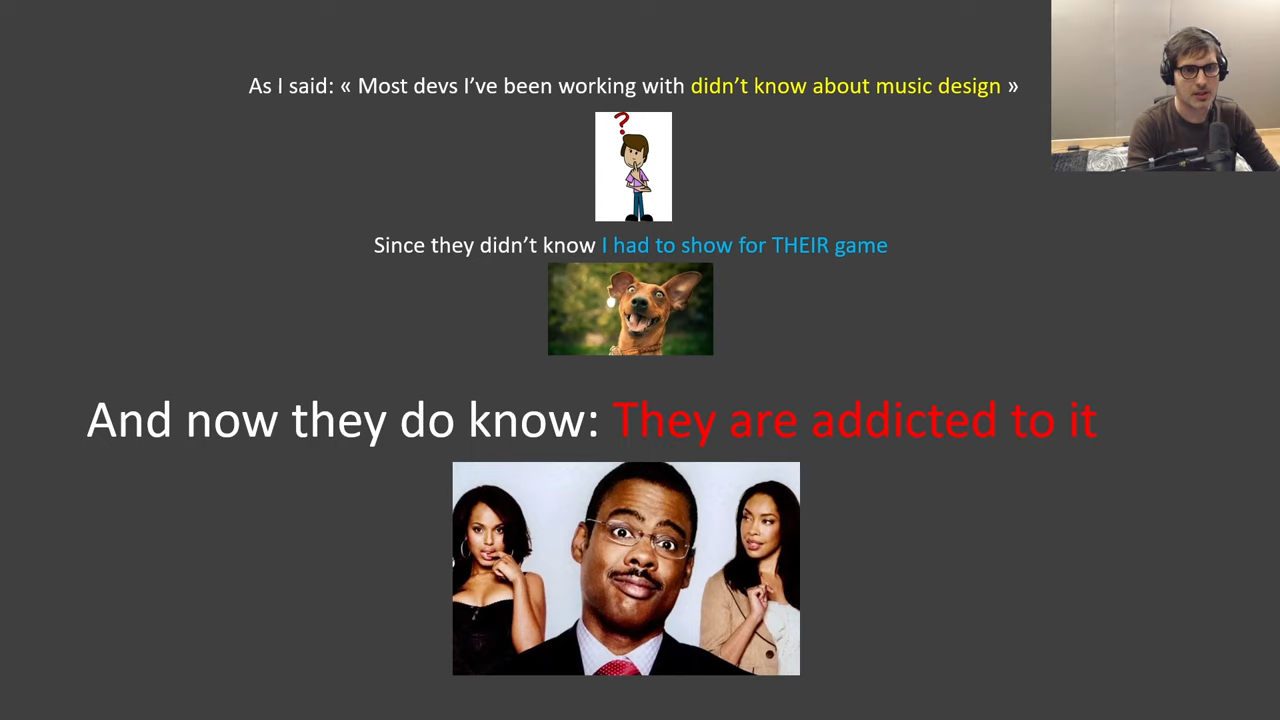 As I said: « Most devs I’ve been working with didn’t know about music design »
?
Since they didn’t know I had to show for THEIR game
And now they do know: They are addicted to it